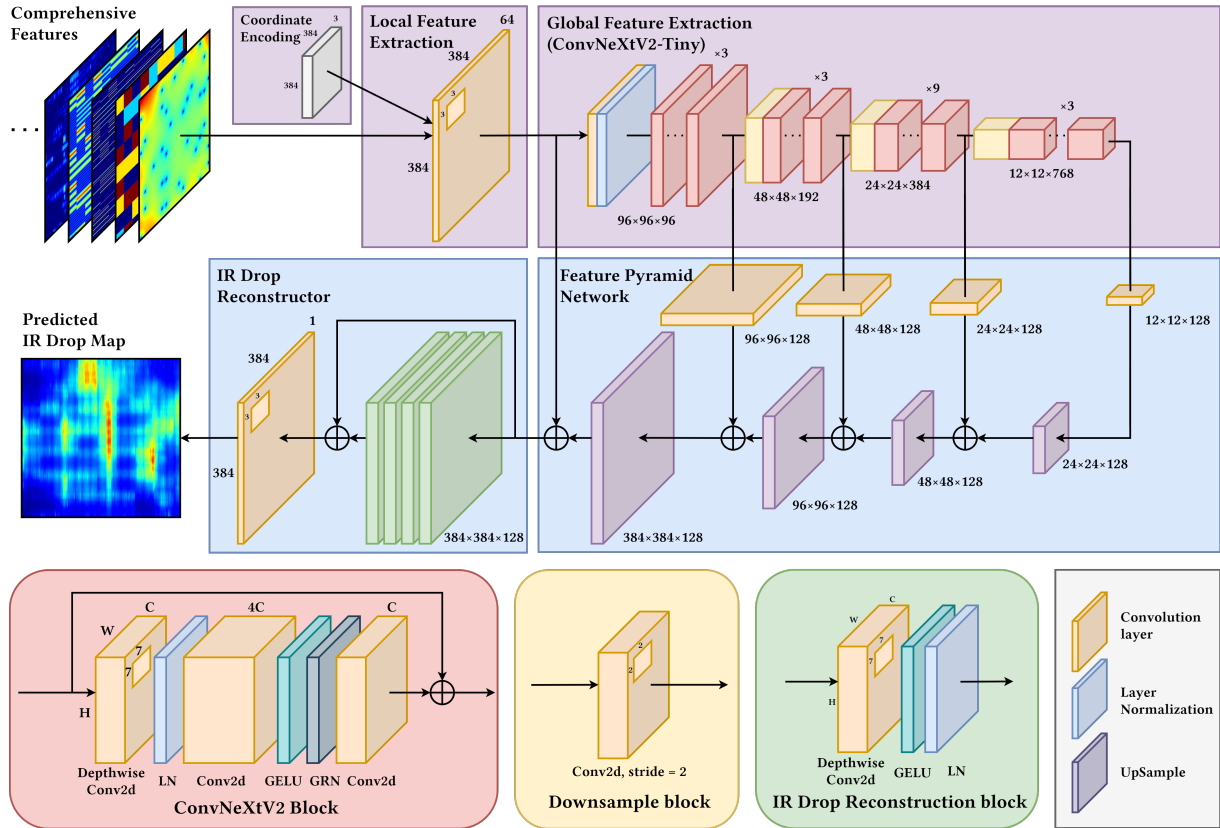 Comprehensive
Features
· · ·
Coordinate
Encoding
3
384
384
Local Feature
Extraction
64
384
3
3
384
Global Feature Extraction
(ConvNeXtV2-Tiny)
×3
×3
×9
×3
96×96×96
48×48×192
24×24×384
12×12×768
Predicted
IR Drop Map
IR Drop
Reconstructor
1
384
3
3
384
384×384×128
Feature Pyramid
Network
96×96×128
48×48×128
24×24×128
12×12×128
384×384×128
96×96×128
48×48×128
24×24×128
C
4C
C
W
7
7
H
Depthwise
Conv2d
LN
Conv2d
GELU
GRN
Conv2d
ConvNeXtV2 Block
2
2
Conv2d, stride = 2
Downsample block
C
W
7
7
H
Depthwise
Conv2d
GELU
LN
IR Drop Reconstruction block
Convolution
layer
Layer
Normalization
UpSample